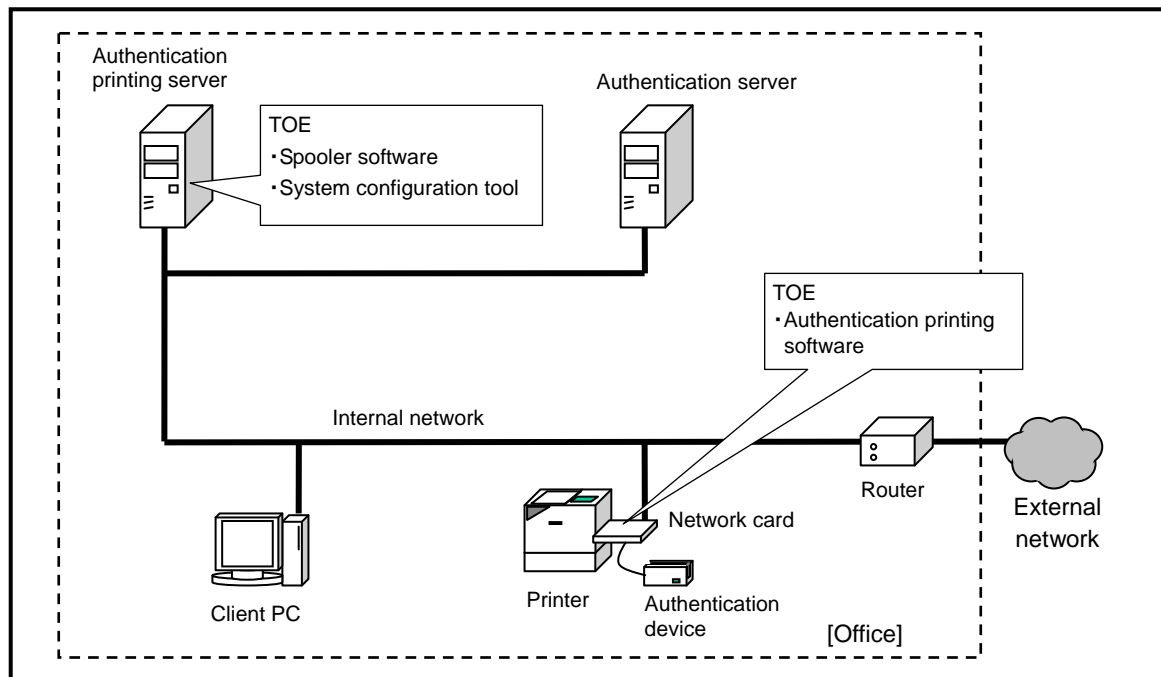 Authentication
printing server
Authentication server
TOE
・Spooler software
・System configuration tool
TOE
・Authentication printing
software
Internal network
Router
Network card
External
network
Printer
Authentication
device
Client PC
[Office]